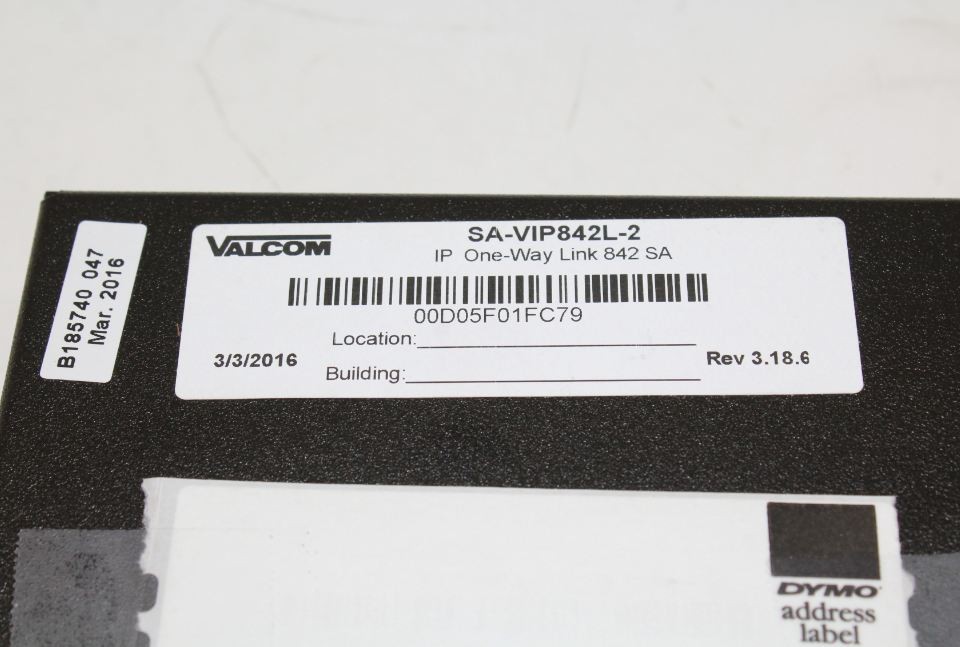 B185740 047
Mar. 2016
VALCOM
SA-VIP842L-2
IP One-Way Link 842 SA
00D05F01FC79
Location:
3/3/2016
Rev 3.18.6
Building:
DYMO
address
label